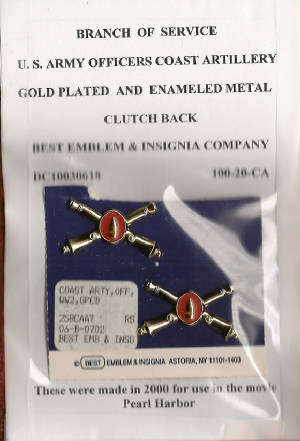 BRANCH OF SERVICE
U. S. ARMY OFFICERS COAST ARTILLERY
GOLD PLATED AND ENAMELED METAL
CLUTCH BACK
BEST EMBLEM & INSIGNIA COMPANY
DC10030618 100-20-CA
COAST ARTY,OFF,
WW2,GPCB
258CAA7 RS
06-B-0702
BEST EMB & INSG
© BEST EMBLEM & INSIGNIA ASTORIA, NY 11101-1403
These were made in 2000 for use in the movie
Pearl Harbor